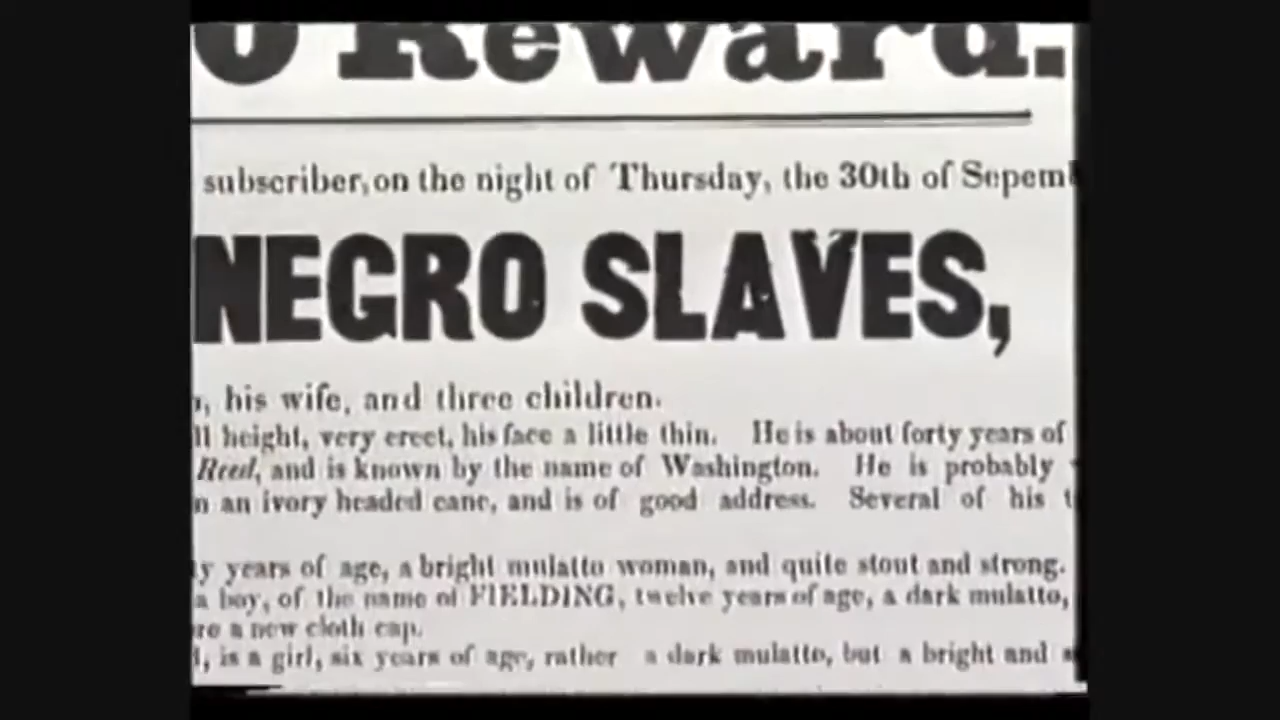 0 Reward.
subscriber, on the night of Thursday, the 30th of Sepem
NEGRO SLAVES,
, his wife, and three children.
ll height, very erect, his face a little thin. He is about forty years of
Reed, and is known by the name of Washington. He is probably
n an ivory headed cane, and is of good address. Several of his t
y years of age, a bright mulatto woman, and quite stout and strong.
a boy, of the name of FIELDING, twelve years of age, a dark mulatto,
re a new cloth cap.
, is a girl, six years of age, rather a dark mulatto, but a bright and